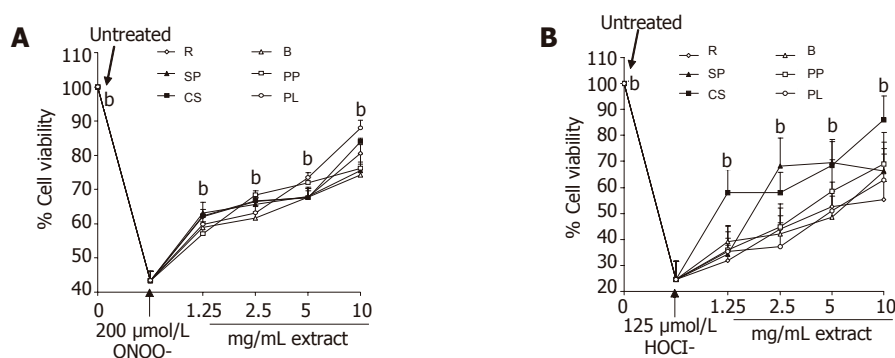 A
Untreated
110
100
90
80
70
60
50
40
% Cell viability
R
B
SP
PP
CS
PL
b
b
b
b
b
0
1.25
2.5
5
10
200 µmol/L
ONOO-
mg/mL extract
B
Untreated
110
100
90
80
70
60
50
40
30
20
% Cell viability
R
B
SP
PP
CS
PL
b
b
b
b
b
0
1.25
2.5
5
10
125 µmol/L
HOCI-
mg/mL extract